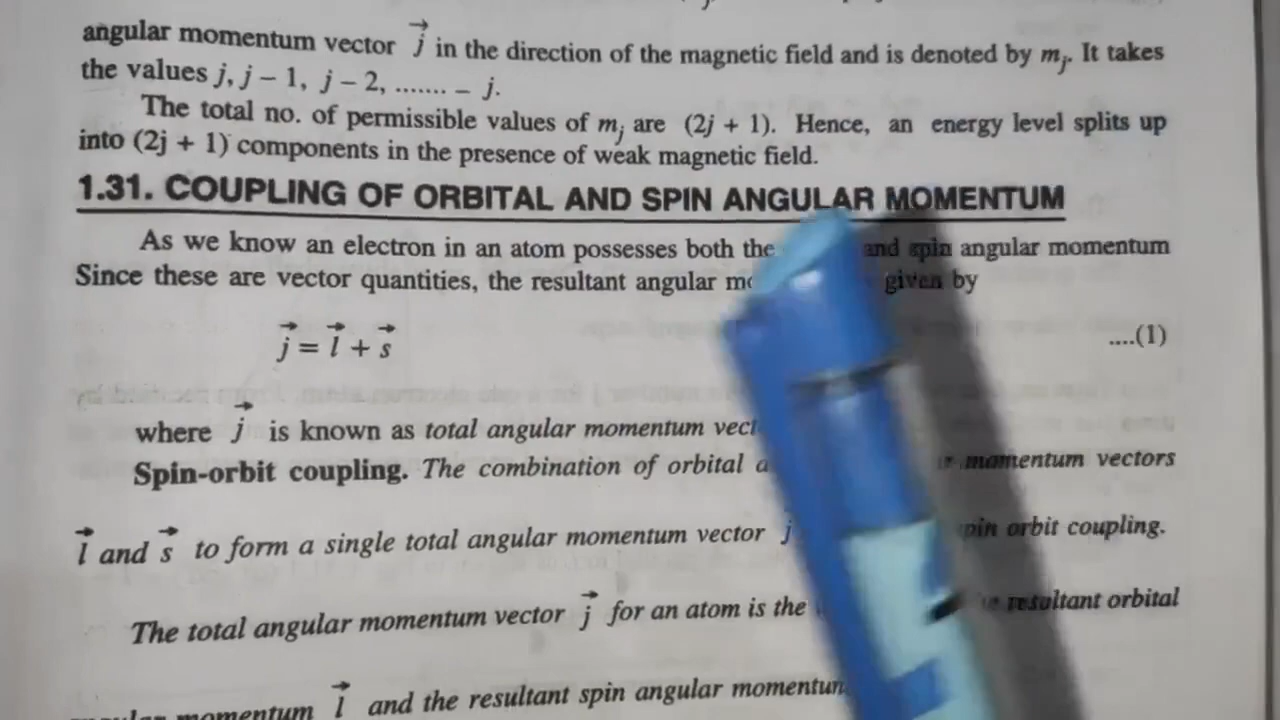 angular momentum vector j⃗ in the direction of the magnetic field and is denoted by mⱼ. It takes
the values j, j – 1, j – 2, ....... – j.
The total no. of permissible values of mⱼ are (2j + 1). Hence, an energy level splits up
into (2j + 1) components in the presence of weak magnetic field.
1.31. COUPLING OF ORBITAL AND SPIN ANGULAR MOMENTUM
As we know an electron in an atom possesses both the and spin angular momentum
Since these are vector quantities, the resultant angular given by
j⃗ = l⃗ + s⃗ ....(1)
where j⃗ is known as total angular momentum
Spin-orbit coupling. The combination of orbital momentum vectors
l⃗ and s⃗ to form a single total angular momentum vector j orbit coupling.
The total angular momentum vector j⃗ for an atom is the resultant orbital
momentum l⃗ and the resultant spin angular